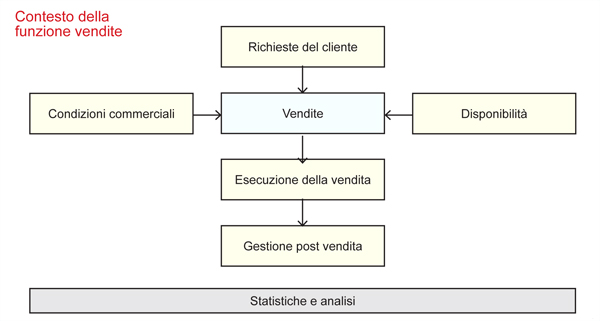 Contesto della
funzione vendite
Richieste del cliente
Condizioni commerciali
Vendite
Disponibilità
Esecuzione della vendita
Gestione post vendita
Statistiche e analisi